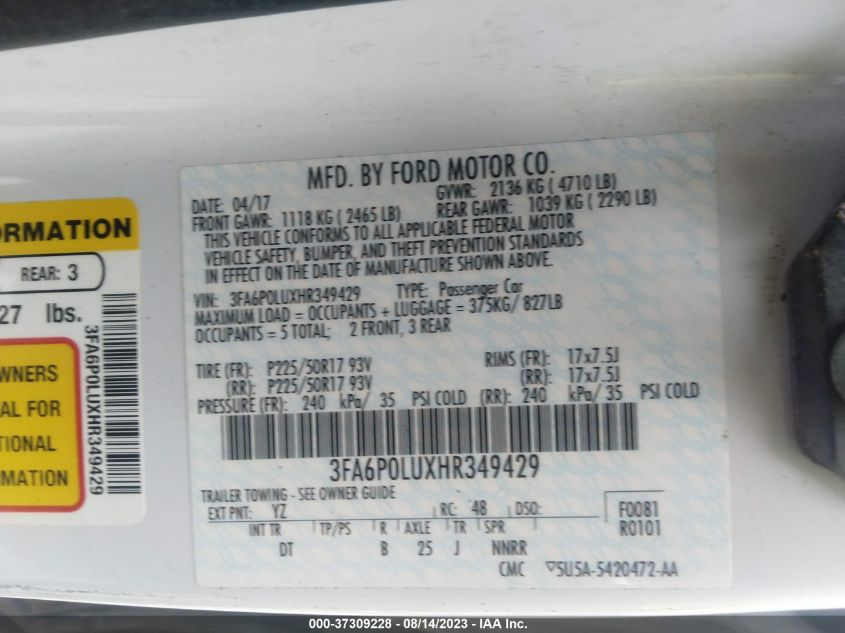 MFD. BY FORD MOTOR CO.
DATE: 04/17 GVWR: 2136 KG ( 4710 LB)
FRONT GAWR: 1118 KG ( 2465 LB) REAR GAWR: 1039 KG ( 2290 LB)
THIS VEHICLE CONFORMS TO ALL APPLICABLE FEDERAL MOTOR
VEHICLE SAFETY, BUMPER, AND THEFT PREVENTION STANDARDS
IN EFFECT ON THE DATE OF MANUFACTURE SHOWN ABOVE.
VIN: 3FA6P0LUXHR349429 TYPE: Passenger Car
MAXIMUM LOAD = OCCUPANTS + LUGGAGE = 375KG/ 827LB
OCCUPANTS = 5 TOTAL; 2 FRONT, 3 REAR
TIRE (FR): P225/50R17 93V RIMS (FR): 17x7.5J
(RR): P225/50R17 93V (RR): 17x7.5J
PRESSURE (FR): 240 kPa/ 35 PSI COLD (RR): 240 kPa/ 35 PSI COLD
3FA6P0LUXHR349429
TRAILER TOWING - SEE OWNER GUIDE
EXT PNT: YZ RC: 48 DSO: F0081
INT TR TP/PS R AXLE TR SPR R0101
DT B 25 J NNRR
CMC ▽5U5A-5420472-AA
ORMATION
REAR: 3
27 lbs.
WNERS
AL FOR
TIONAL
RMATION
3FA6P0LUXHR349429
000-37309228 - 08/14/2023 - IAA Inc.